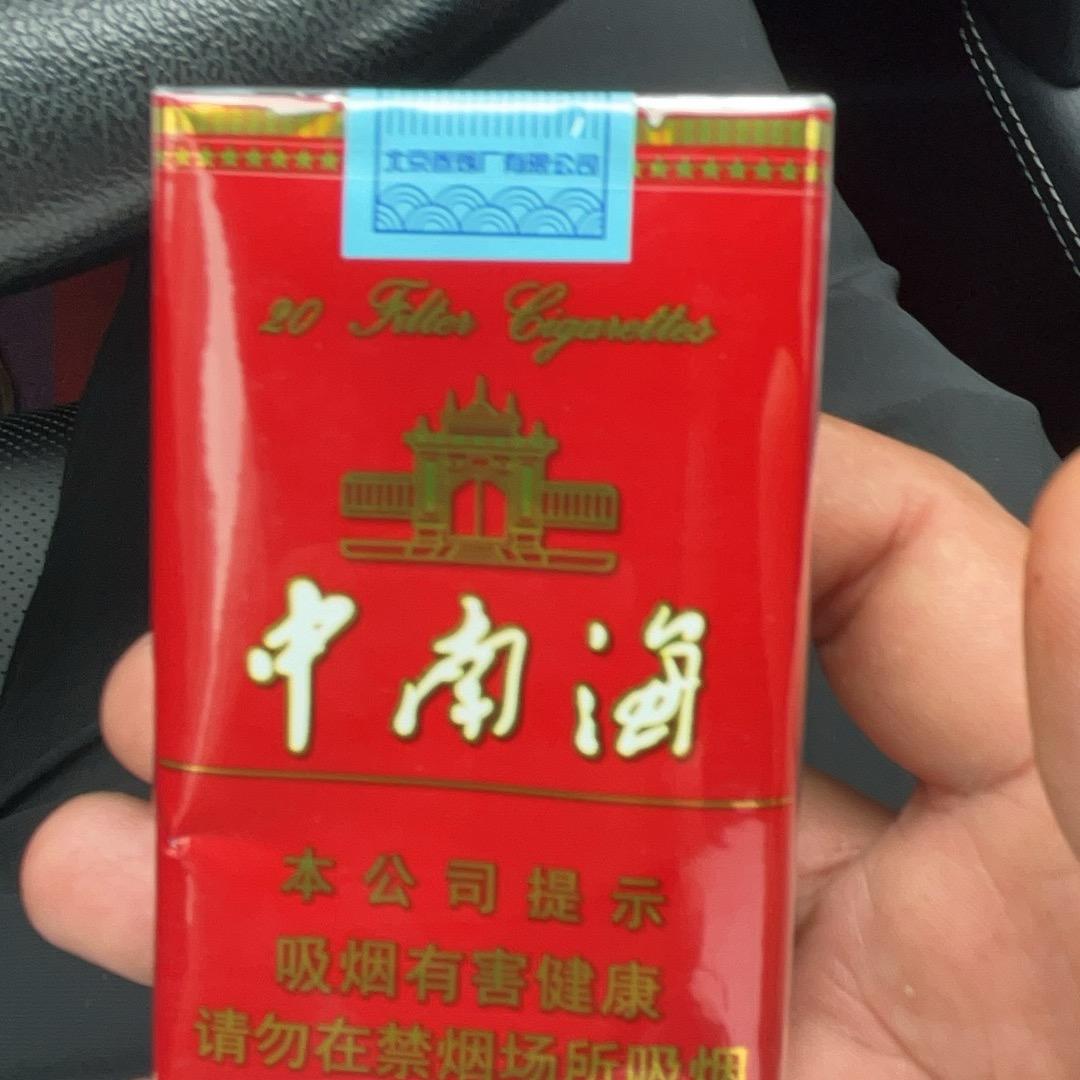 北京卷烟厂有限公司
20 Filter Cigarettes
中南海
本公司提示
吸烟有害健康
请勿在禁烟场所吸烟